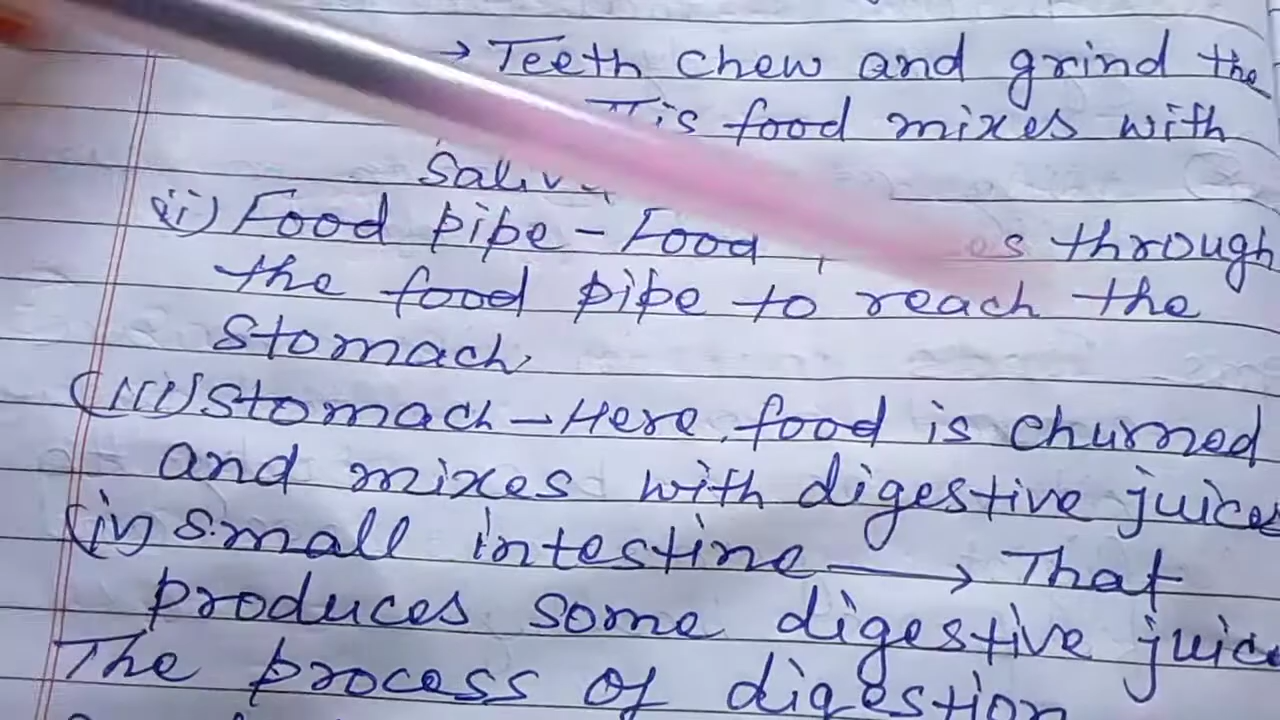 → Teeth chew and grind the
is food mixes with
ii) Food pipe - Food through
the food pipe to reach the
stomach.
(iii) Stomach - Here food is churned
and mixes with digestive juices
(iv) Small intestine → That
produces some digestive juice
The process of digestion